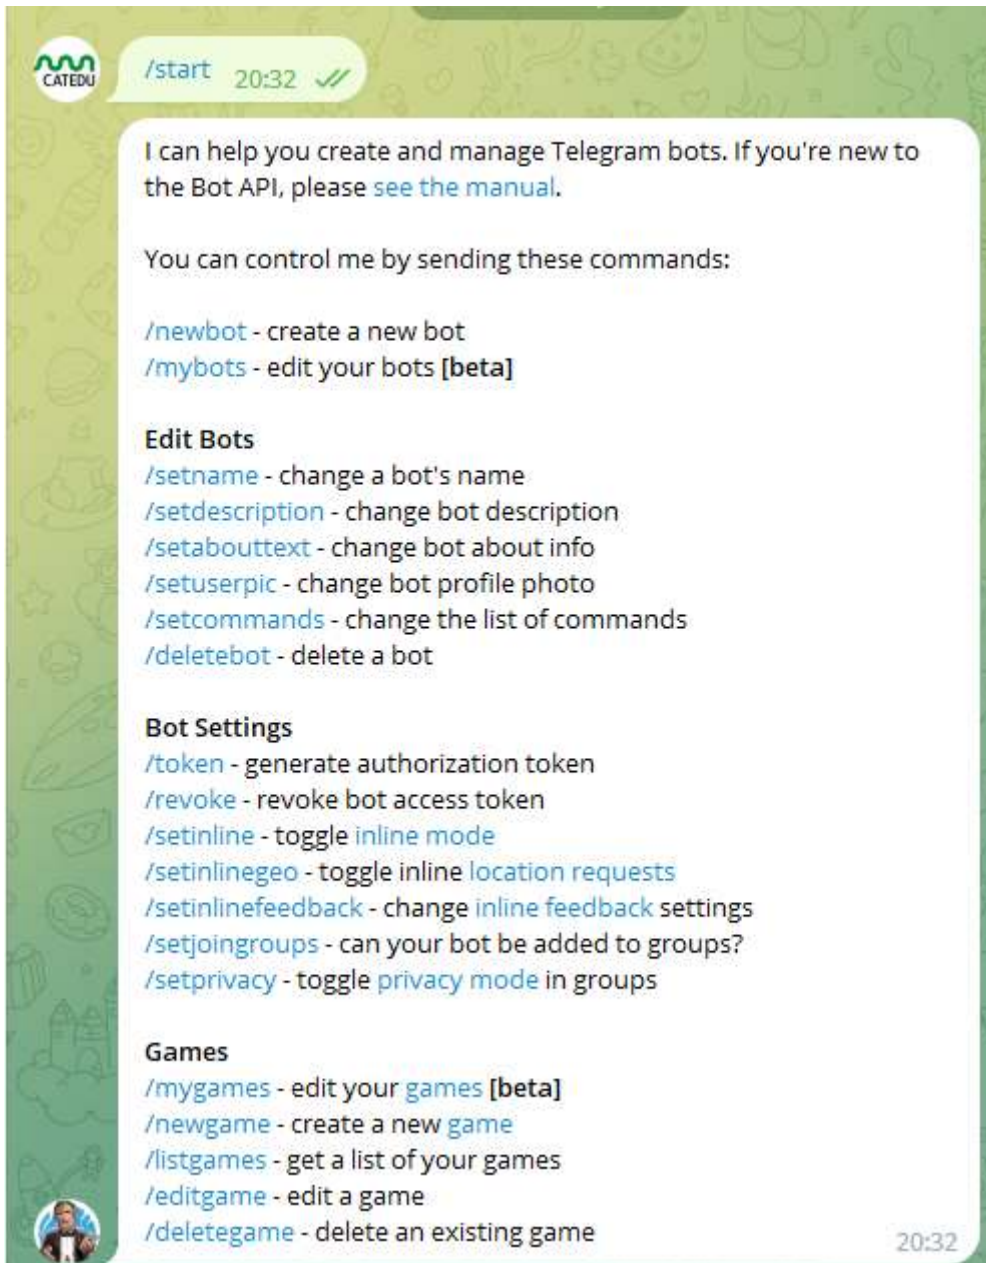 CATEDU
/start 20:32
I can help you create and manage Telegram bots. If you're new to
the Bot API, please see the manual.
You can control me by sending these commands:
/newbot - create a new bot
/mybots - edit your bots [beta]
Edit Bots
/setname - change a bot's name
/setdescription - change bot description
/setabouttext - change bot about info
/setuserpic - change bot profile photo
/setcommands - change the list of commands
/deletebot - delete a bot
Bot Settings
/token - generate authorization token
/revoke - revoke bot access token
/setinline - toggle inline mode
/setinlinegeo - toggle inline location requests
/setinlinefeedback - change inline feedback settings
/setjoingroups - can your bot be added to groups?
/setprivacy - toggle privacy mode in groups
Games
/mygames - edit your games [beta]
/newgame - create a new game
/listgames - get a list of your games
/editgame - edit a game
/deletegame - delete an existing game
20:32